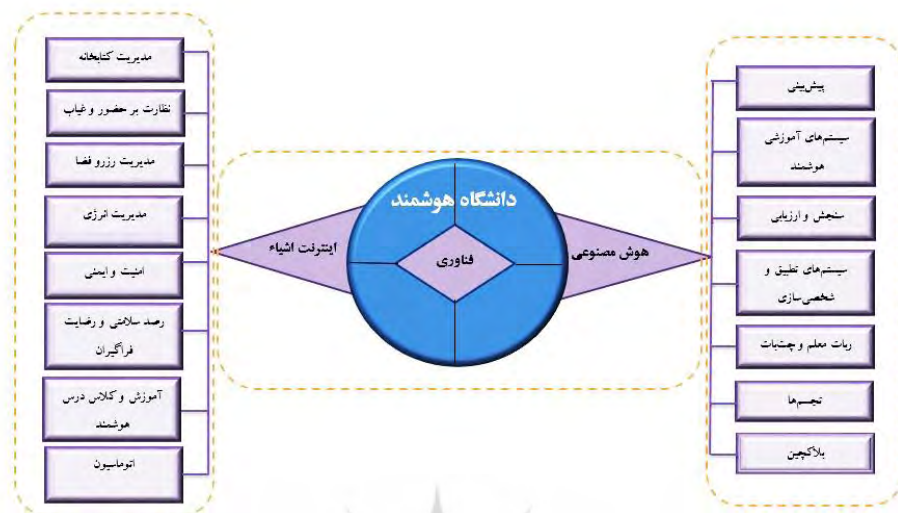 پیش‌بینی
سیستم‌های آموزشی
هوشمند
سنجش و ارزیابی
سیستم‌های تطبیق و
شخصی‌سازی
ربات معلم و چت‌بات
تجسم‌ها
بلاکچین
دانشگاه هوشمند
هوش مصنوعی
فناوری
اینترنت اشیاء
مدیریت کتابخانه
نظارت بر حضور و غیاب
مدیریت رزرو فضا
مدیریت انرژی
امنیت و ایمنی
رصد سلامتی و رضایت
فراگیران
آموزش و کلاس درس
هوشمند
اتوماسیون